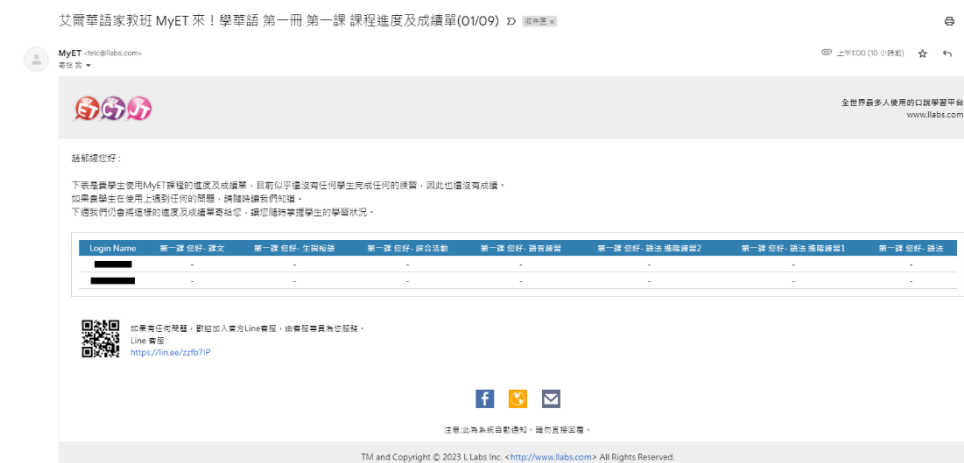 艾爾華語家教班 MyET 來！學華語 第一冊 第一課 課程進度及成績單(01/09)
收件匣 ×
MyET <telc@llabs.com>
上午1:00 (10 小時前)
寄給 我
ET CT JT
全世界最多人使用的口說學習平台
www.llabs.com
您好：
下表是貴學生使用MyET課程的進度及成績單，目前似乎還沒有任何學生完成任何的練習，因此也還沒有成績。
如果貴學生在使用上遇到任何的問題，請隨時讓我們知道。
下週我們仍會將這樣的進度及成績單寄給您，讓您隨時掌握學生的學習狀況。
Login Name 第一課 您好- 課文 第一課 您好- 生詞短語 第一課 您好- 綜合活動 第一課 您好- 語音練習 第一課 您好- 語法 進階練習2 第一課 您好- 語法 進階練習1 第一課 您好- 語法
- - - - - - -
- - - - - - -
如果有任何問題，歡迎加入官方Line客服，由客服專員為您服務。
Line 客服：
https://lin.ee/zzfb7IP
注意:此為系統自動通知，請勿直接回覆。
TM and Copyright © 2023 L Labs Inc. <http://www.llabs.com> All Rights Reserved.